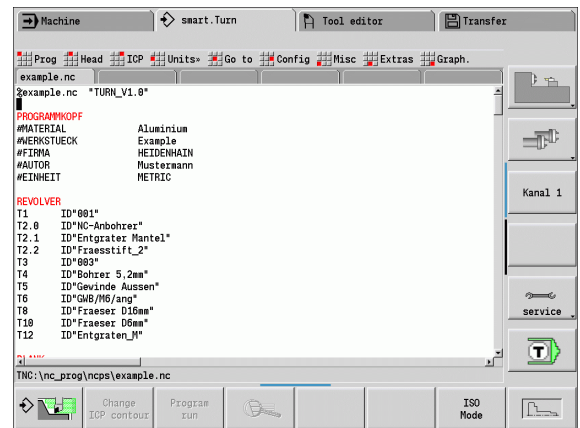 Machine smart.Turn Tool editor Transfer
Prog Head ICP Units» Go to Config Misc Extras Graph.
example.nc
%example.nc "TURN_V1.0"
PROGRAMMKOPF
#MATERIAL Aluminium
#WERKSTUECK Example
#FIRMA HEIDENHAIN
#AUTOR Mustermann
#EINHEIT METRIC
REVOLVER
T1 ID"001"
T2.0 ID"NC-Anbohrer"
T2.1 ID"Entgrater Mantel"
T2.2 ID"Fraesstift_2"
T3 ID"003"
T4 ID"Bohrer 5,2mm"
T5 ID"Gewinde Aussen"
T6 ID"GWB/M6/ang"
T8 ID"Fraeser D16mm"
T10 ID"Fraeser D6mm"
T12 ID"Entgraten_M"
TNC:\nc_prog\ncps\example.nc
Kanal 1
service
T
Change ICP contour
Program run
ISO Mode